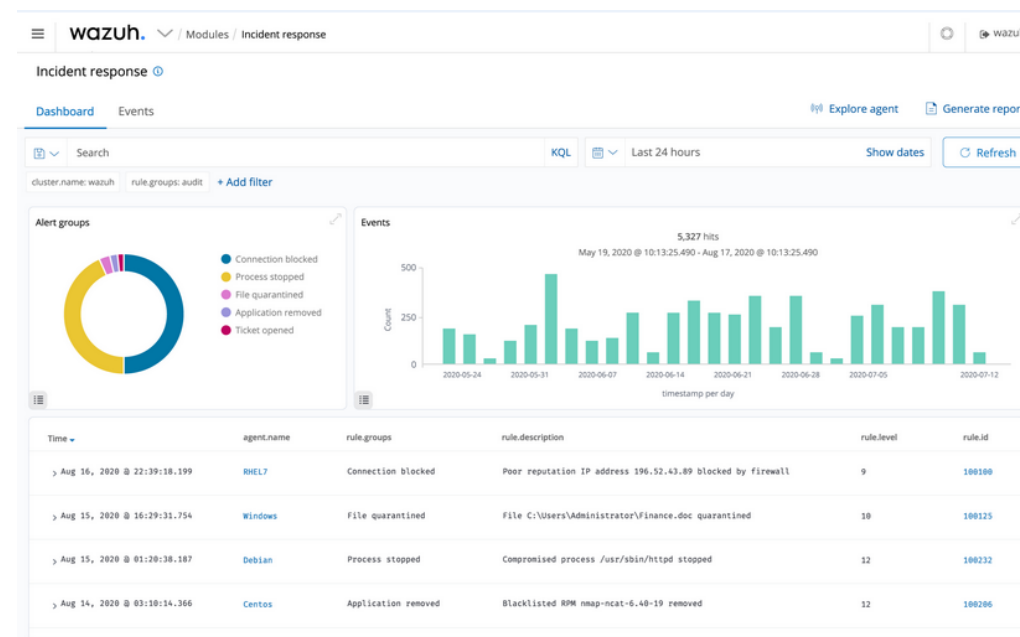 wazuh. / Modules / Incident response
Incident response
Dashboard Events
Explore agent Generate repor
Search KQL Last 24 hours Show dates Refresh
cluster.name: wazuh rule.groups: audit + Add filter
Alert groups
Connection blocked
Process stopped
File quarantined
Application removed
Ticket opened
Events
5,327 hits
May 19, 2020 @ 10:13:25.490 - Aug 17, 2020 @ 10:13:25.490
Count
500
250
0
2020-05-24 2020-05-31 2020-06-07 2020-06-14 2020-06-21 2020-06-28 2020-07-05 2020-07-12
timestamp per day
Time agent.name rule.groups rule.description rule.level rule.id
Aug 16, 2020 @ 22:39:18.199 RHEL7 Connection blocked Poor reputation IP address 196.52.43.89 blocked by firewall 9 100100
Aug 15, 2020 @ 16:29:31.754 Windows File quarantined File C:\Users\Administrator\Finance.doc quarantined 10 100125
Aug 15, 2020 @ 01:20:38.187 Debian Process stopped Compromised process /usr/sbin/httpd stopped 12 100232
Aug 14, 2020 @ 03:10:14.366 Centos Application removed Blacklisted RPM nmap-ncat-6.40-19 removed 12 100206